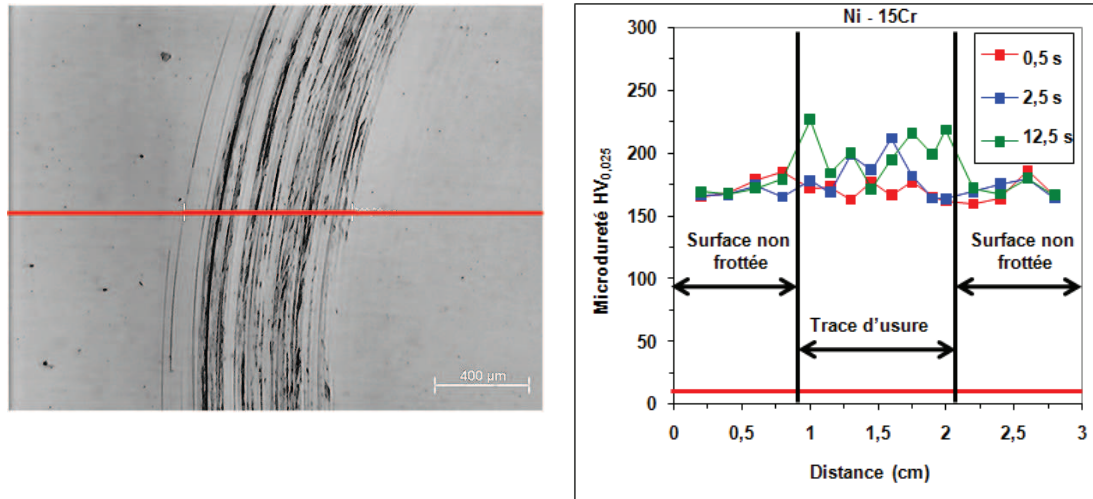 400 µm
Ni - 15Cr
300
250
200
150
100
50
0
Microdureté HV0,025
0,5 s
2,5 s
12,5 s
Surface non
frottée
Surface non
frottée
Trace d'usure
0 0,5 1 1,5 2 2,5 3
Distance (cm)